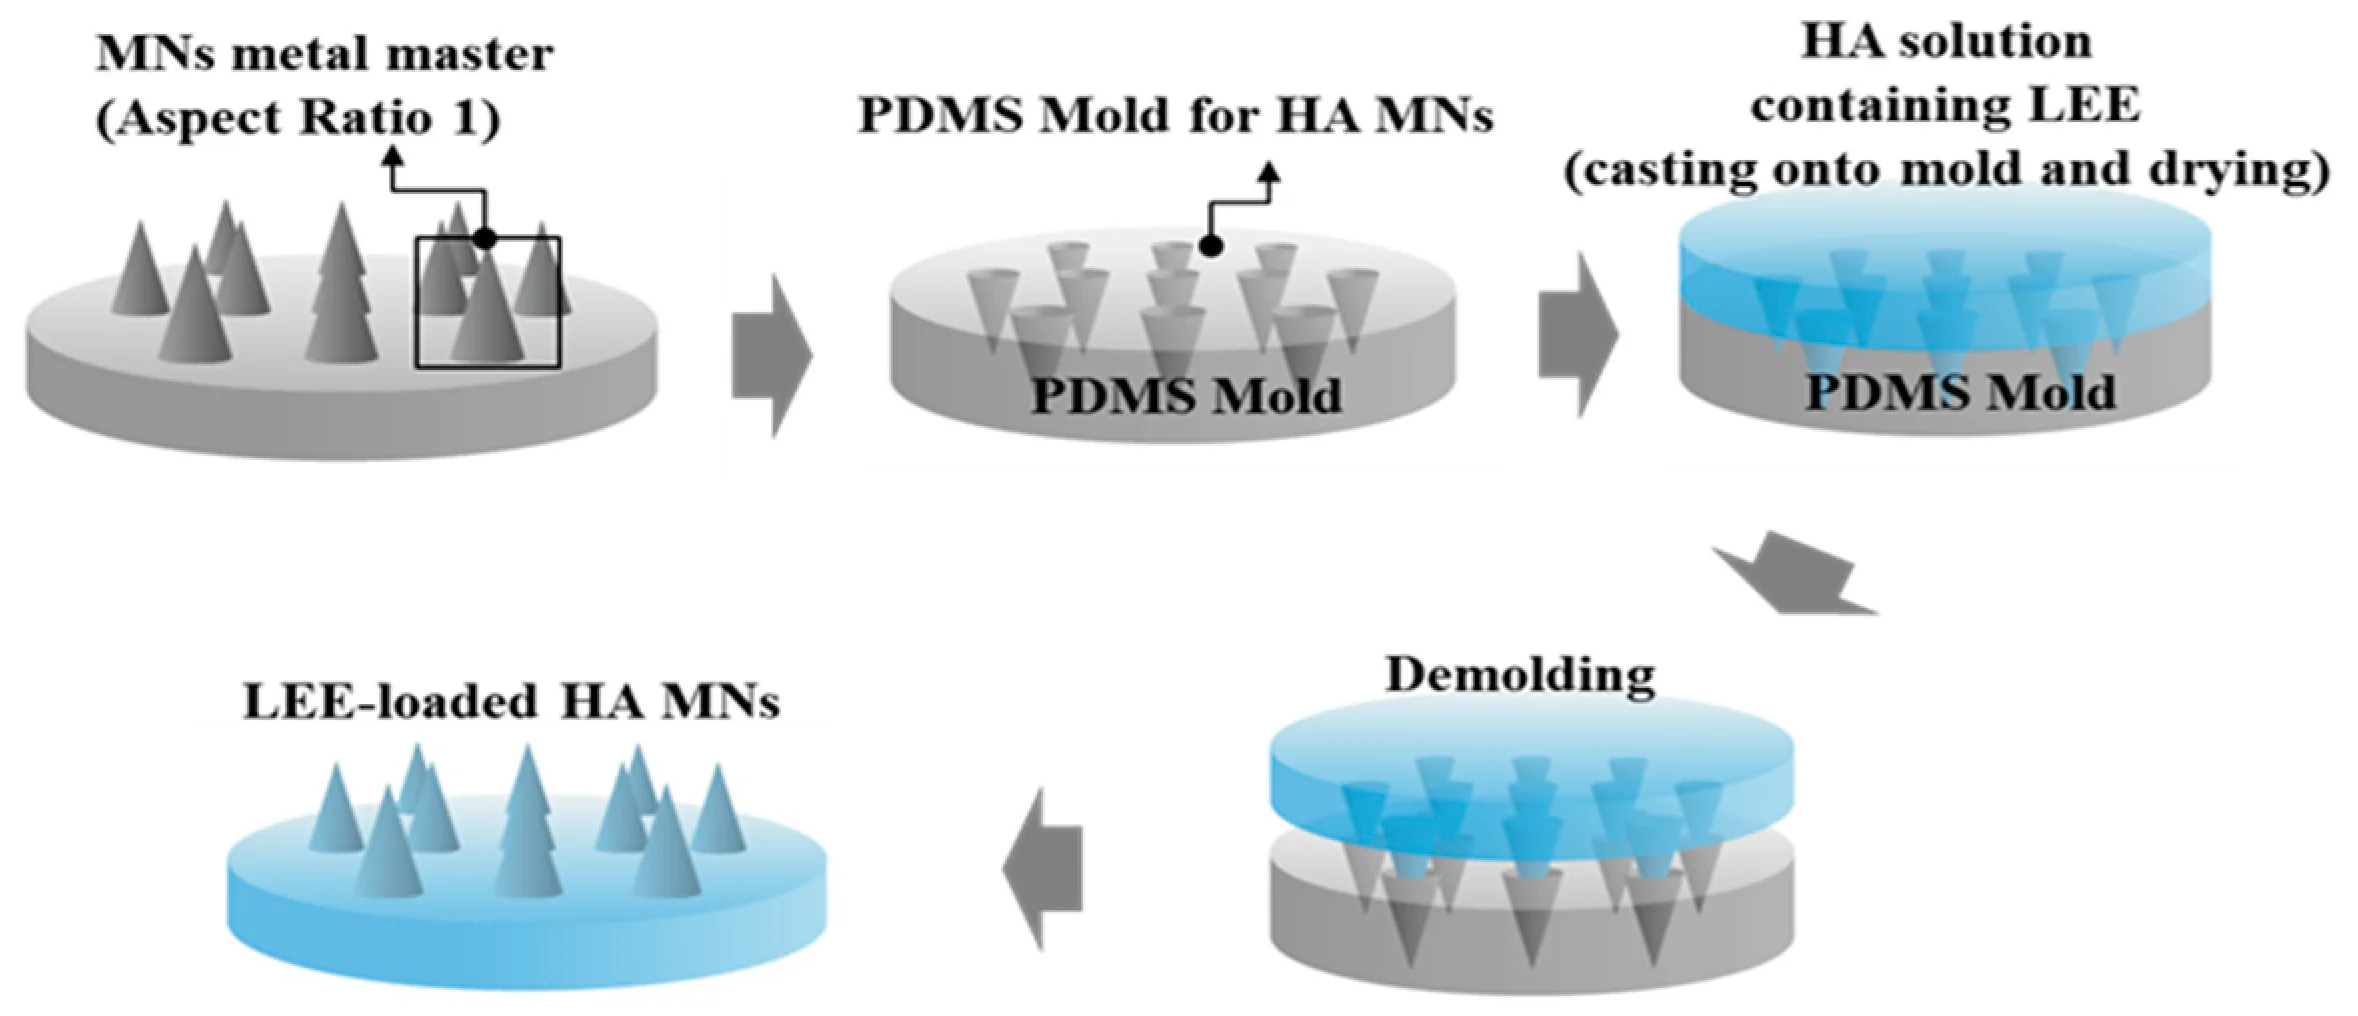 MNs metal master
(Aspect Ratio 1)
PDMS Mold for HA MNs
PDMS Mold
HA solution
containing LEE
(casting onto mold and drying)
PDMS Mold
Demolding
LEE-loaded HA MNs